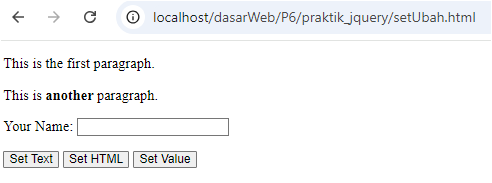 localhost/dasarWeb/P6/praktik_jquery/setUbah.html
This is the first paragraph.
This is another paragraph.
Your Name:
Set Text Set HTML Set Value